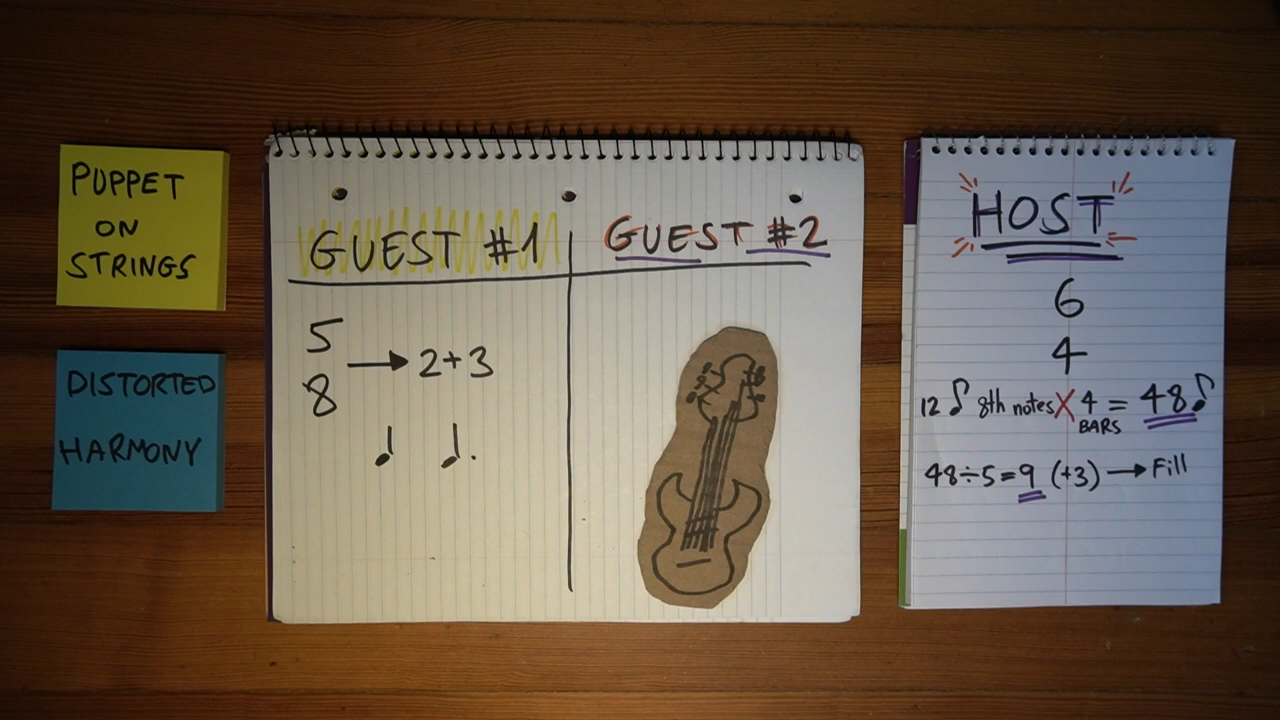 PUPPET
ON
STRINGS
DISTORTED
HARMONY
GUEST #1
5
8 → 2+3
♩ ♩.
GUEST #2
HOST
6
4
12 ♪ 8th notes X 4 = 48 ♪
BARS
48÷5=9 (+3) → Fill